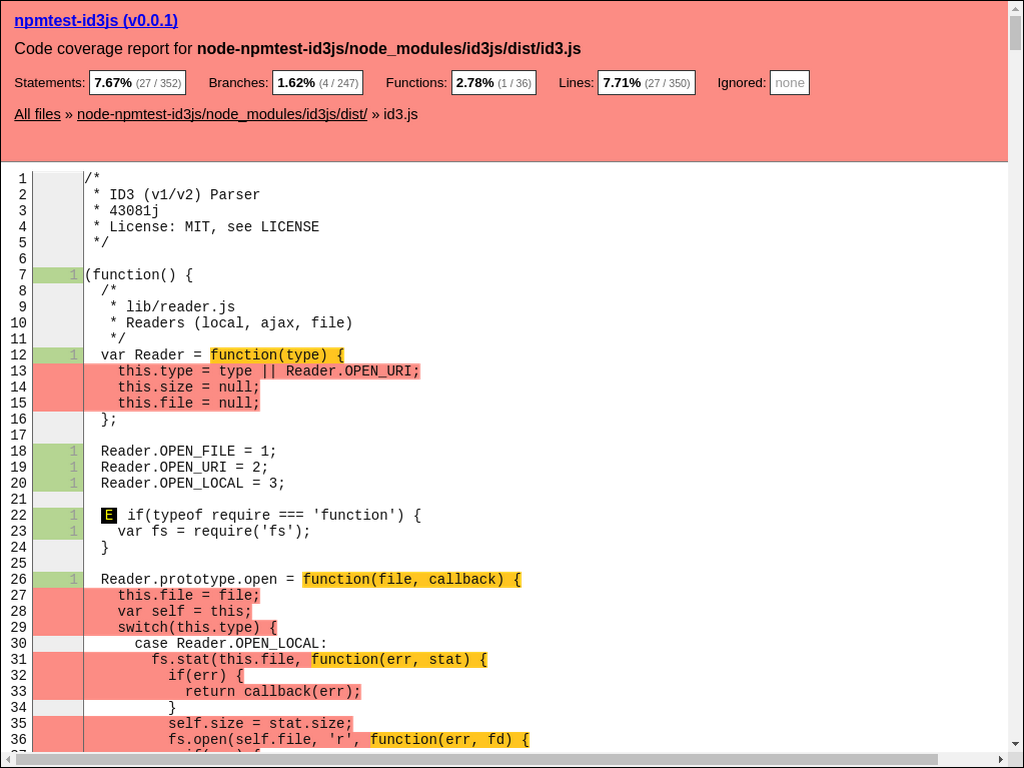 npmtest-id3js (v0.0.1)
Code coverage report for node-npmtest-id3js/node_modules/id3js/dist/id3.js
Statements: 7.67% (27 / 352) Branches: 1.62% (4 / 247) Functions: 2.78% (1 / 36) Lines: 7.71% (27 / 350) Ignored: none
All files » node-npmtest-id3js/node_modules/id3js/dist/ » id3.js
1 /*
2  * ID3 (v1/v2) Parser
3  * 43081j
4  * License: MIT, see LICENSE
5  */
6
7 1 (function() {
8   /*
9    * lib/reader.js
10    * Readers (local, ajax, file)
11    */
12 1   var Reader = function(type) {
13     this.type = type || Reader.OPEN_URI;
14     this.size = null;
15     this.file = null;
16   };
17
18 1   Reader.OPEN_FILE = 1;
19 1   Reader.OPEN_URI = 2;
20 1   Reader.OPEN_LOCAL = 3;
21
22 1   E if(typeof require === 'function') {
23 1     var fs = require('fs');
24   }
25
26 1   Reader.prototype.open = function(file, callback) {
27     this.file = file;
28     var self = this;
29     switch(this.type) {
30       case Reader.OPEN_LOCAL:
31         fs.stat(this.file, function(err, stat) {
32           if(err) {
33             return callback(err);
34           }
35           self.size = stat.size;
36           fs.open(self.file, 'r', function(err, fd) {